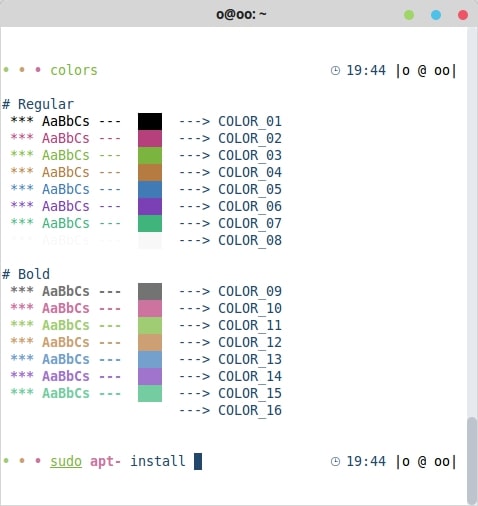 o@oo: ~
• • • colors 19:44 |o @ oo|
# Regular
*** AaBbCs --- ---> COLOR_01
*** AaBbCs --- ---> COLOR_02
*** AaBbCs --- ---> COLOR_03
*** AaBbCs --- ---> COLOR_04
*** AaBbCs --- ---> COLOR_05
*** AaBbCs --- ---> COLOR_06
*** AaBbCs --- ---> COLOR_07
*** AaBbCs --- ---> COLOR_08
# Bold
*** AaBbCs --- ---> COLOR_09
*** AaBbCs --- ---> COLOR_10
*** AaBbCs --- ---> COLOR_11
*** AaBbCs --- ---> COLOR_12
*** AaBbCs --- ---> COLOR_13
*** AaBbCs --- ---> COLOR_14
*** AaBbCs --- ---> COLOR_15
---> COLOR_16
• • • sudo apt- install 19:44 |o @ oo|